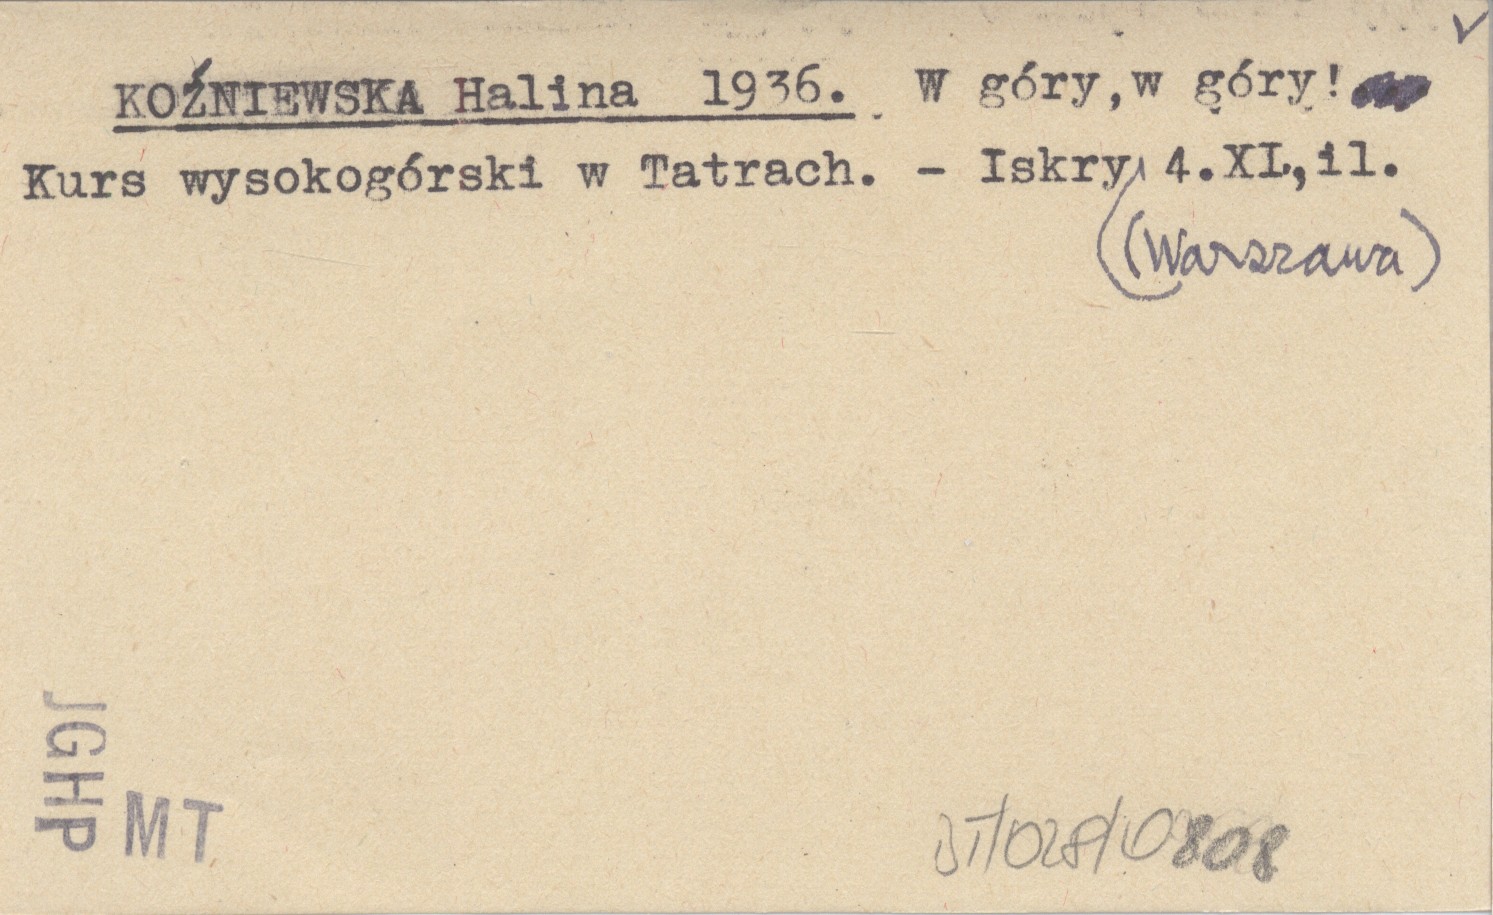 KOŹNIEWSKA Halina 1936. W góry,w góry!
Kurs wysokogórski w Tatrach. - Iskry 4.XI,il.
(Warszawa)
JGHP
MT